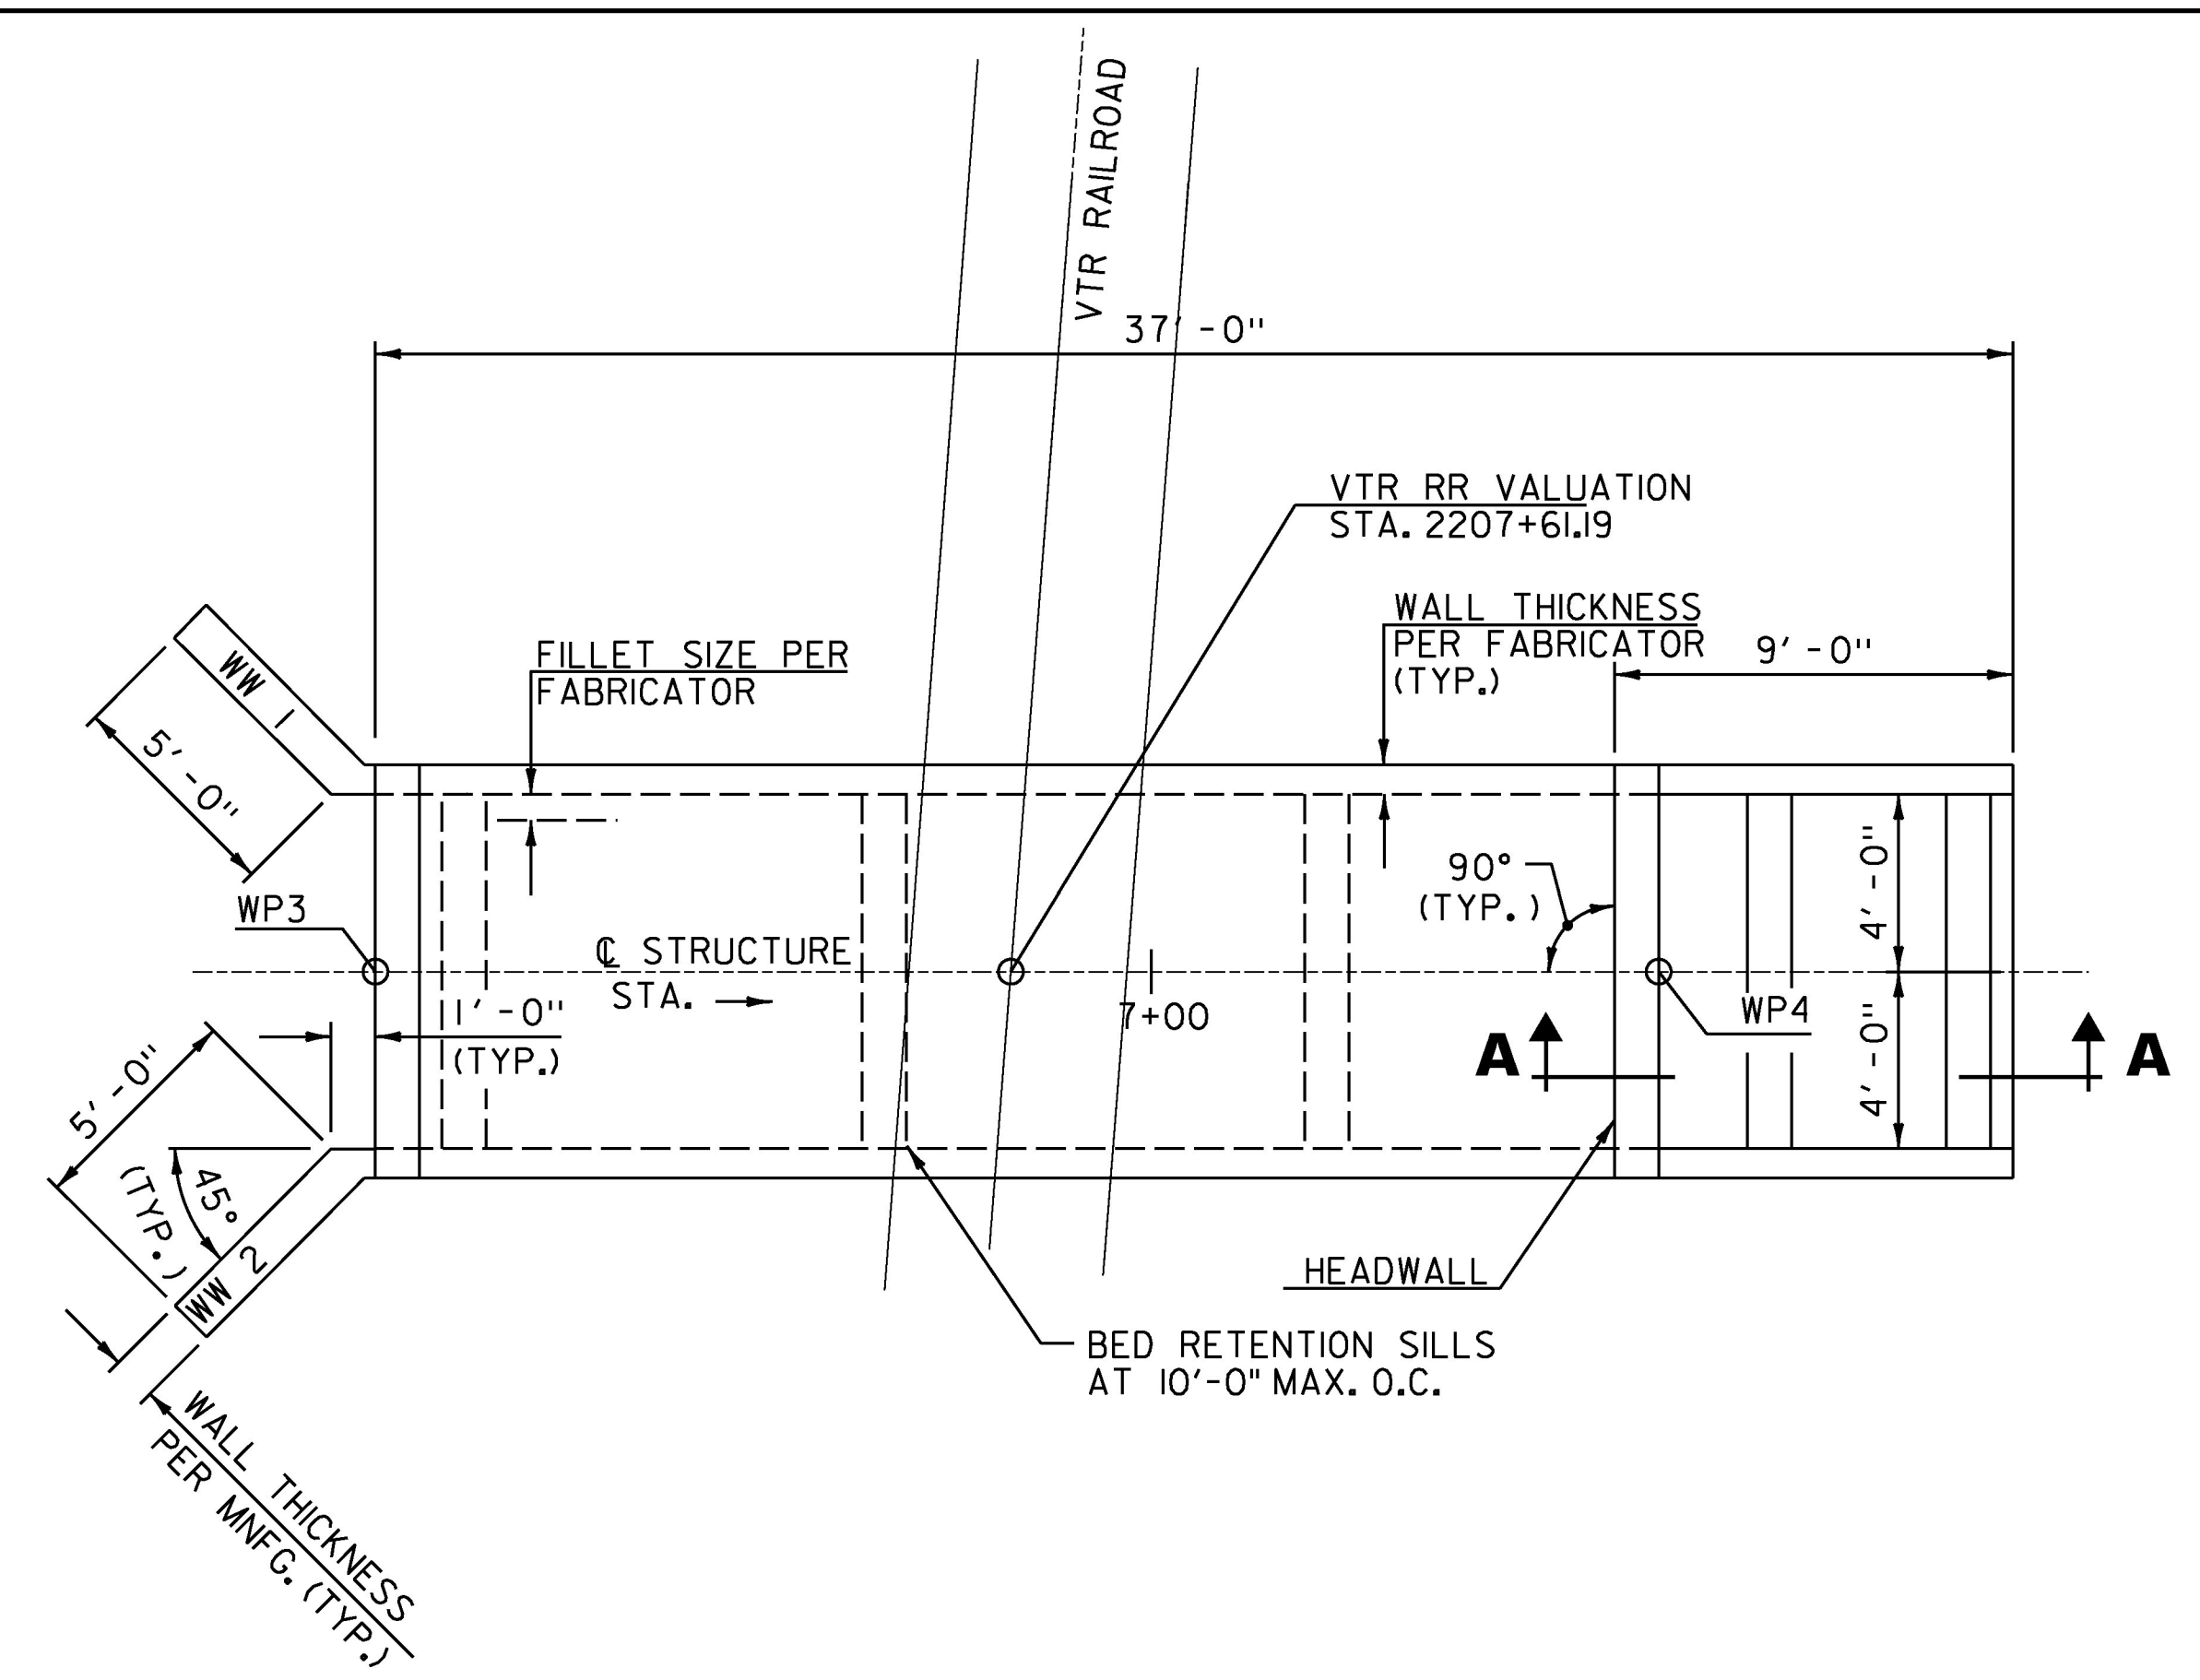 VTR RAILROAD
37'-0"
VTR RR VALUATION
STA. 2207+61.19
WALL THICKNESS
PER FABRICATOR
(TYP.)
9'-0"
FILLET SIZE PER
FABRICATOR
WW 1
5'-0"
WP3
90°
(TYP.)
4'-0"
℄ STRUCTURE
STA.
1'-0"
(TYP.)
7+00
WP4
4'-0"
A
A
5'-0"
(TYP.)
45°
WW 2
HEADWALL
BED RETENTION SILLS
AT 10'-0" MAX. O.C.
WALL THICKNESS
PER MNFG. (TYP.)